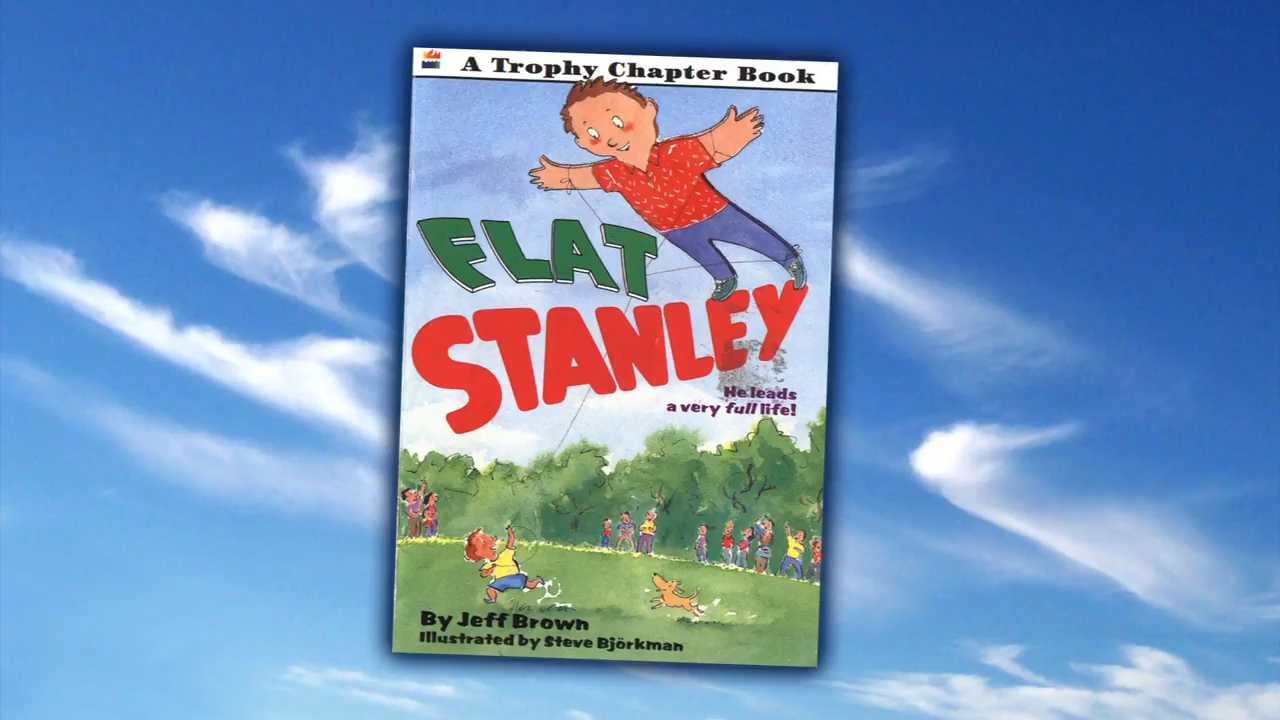 A Trophy Chapter Book
FLAT
STANLEY
He leads
a very full life!
By Jeff Brown
Illustrated by Steve Björkman